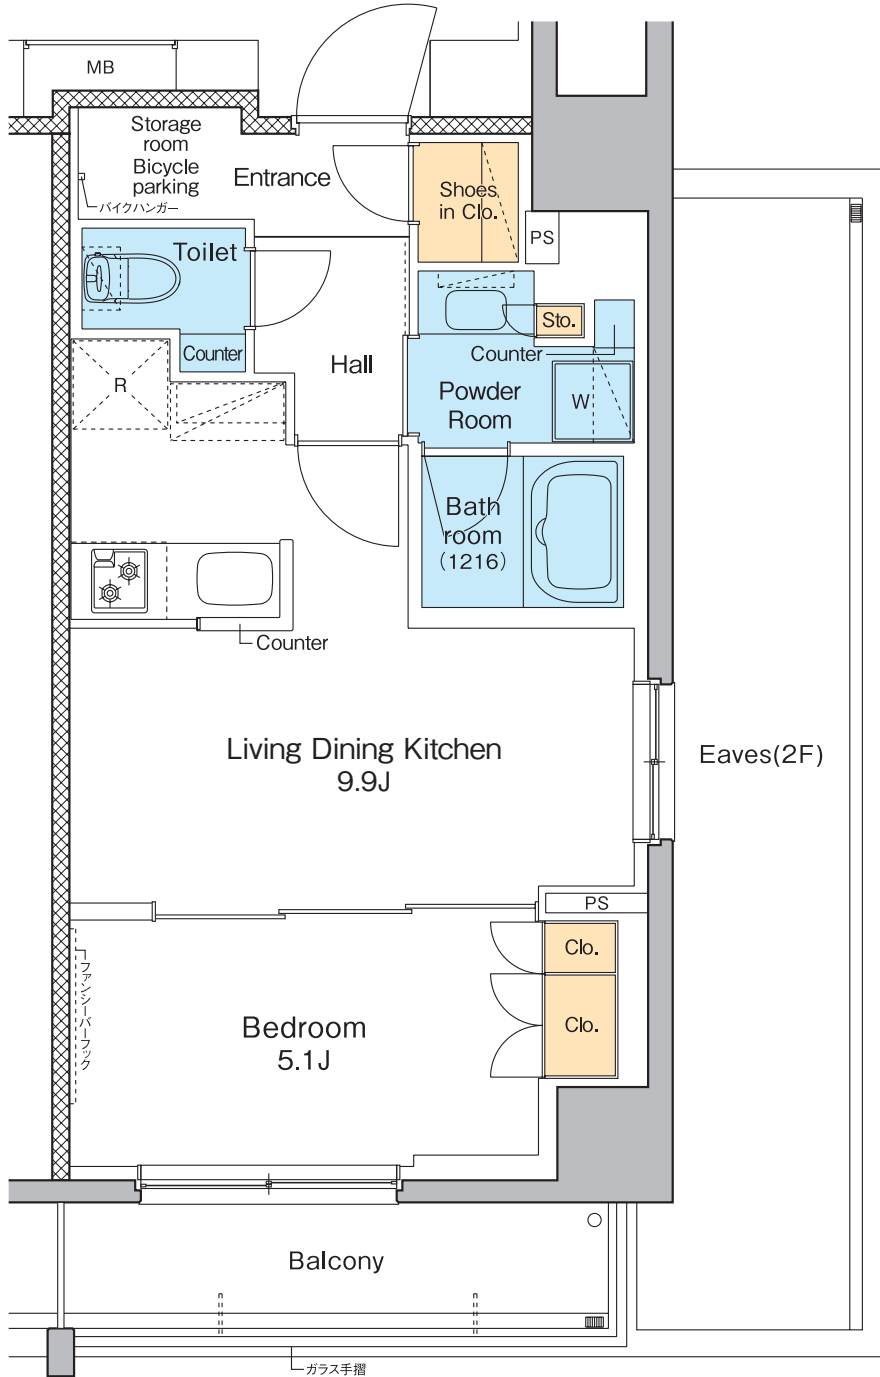 MB
Storage
room
Bicycle
parking
バイクハンガー
Entrance
Shoes
in Clo.
PS
Toilet
Counter
Hall
Sto.
Counter
Powder
Room
W
R
Bath
room
(1216)
Counter
Living Dining Kitchen
9.9J
Eaves(2F)
PS
Clo.
Clo.
ファンシーバーフック
Bedroom
5.1J
Balcony
ガラス手摺